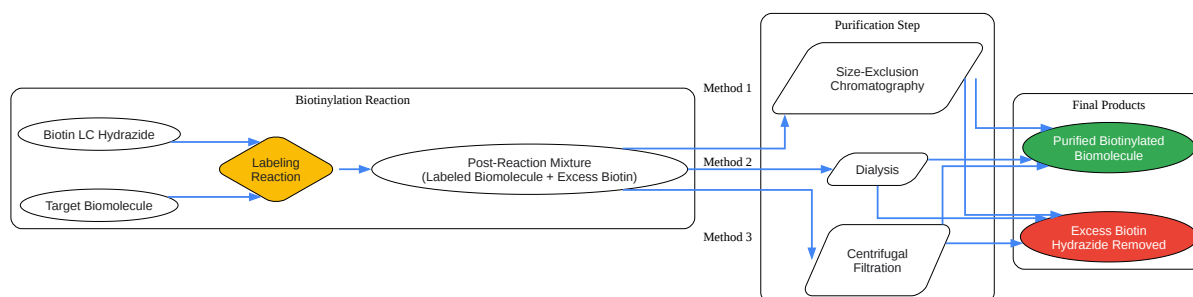 Purification Step
Size-Exclusion
Chromatography
Method 1
Biotinylation Reaction
Final Products
Biotin LC Hydrazide
Purified Biotinylated
Biomolecule
Labeling
Reaction
Post-Reaction Mixture
(Labeled Biomolecule + Excess Biotin)
Method 2
Dialysis
Target Biomolecule
Excess Biotin
Hydrazide Removed
Method 3
Centrifugal
Filtration